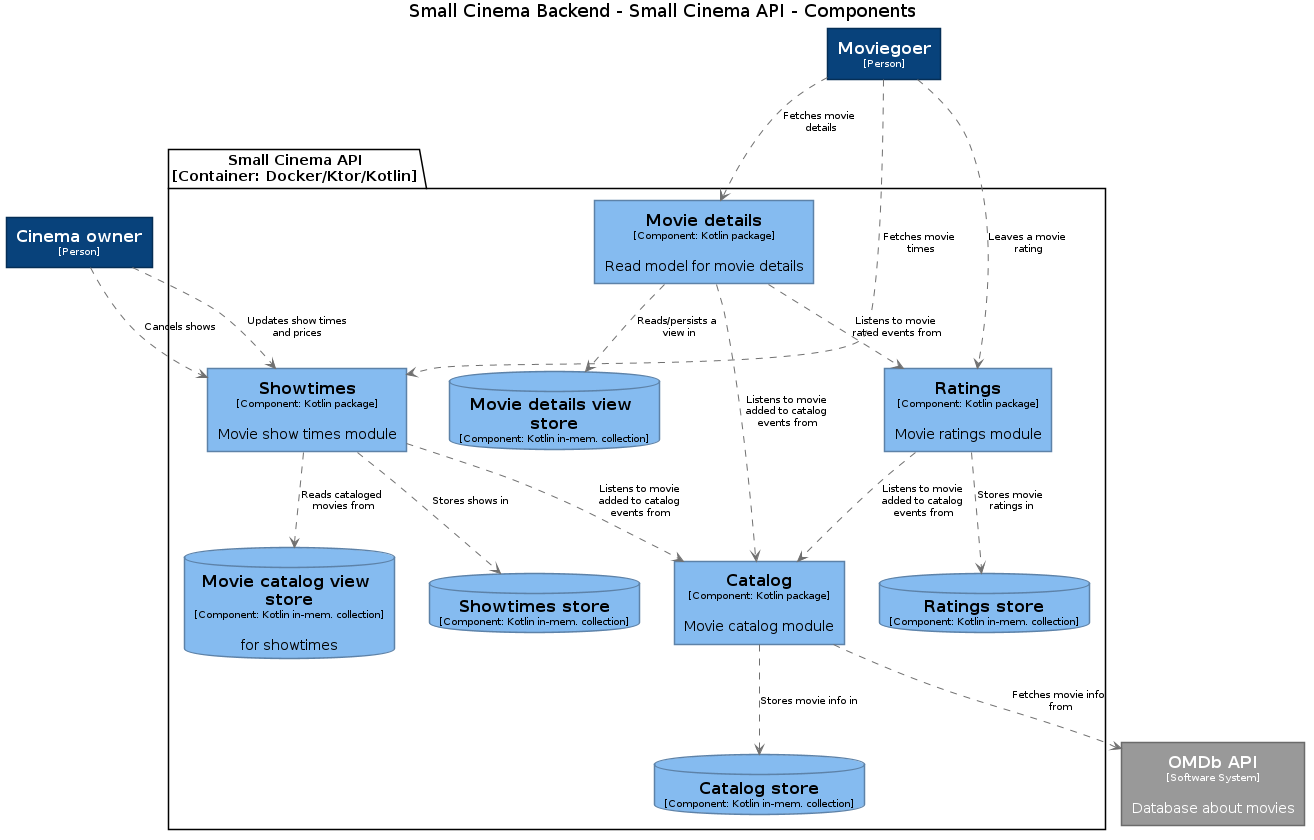 Small Cinema Backend - Small Cinema API - Components
Moviegoer
[Person]
Fetches movie
details
Small Cinema API
[Container: Docker/Ktor/Kotlin]
Movie details
[Component: Kotlin package]
Read model for movie details
Cinema owner
[Person]
Fetches movie
times
Leaves a movie
rating
Cancels shows
Updates show times
and prices
Reads/persists a
view in
Listens to movie
rated events from
Showtimes
[Component: Kotlin package]
Movie show times module
Movie details view
store
[Component: Kotlin in-mem. collection]
Listens to movie
added to catalog
events from
Ratings
[Component: Kotlin package]
Movie ratings module
Reads cataloged
movies from
Stores shows in
Listens to movie
added to catalog
events from
Listens to movie
added to catalog
events from
Stores movie
ratings in
Movie catalog view
store
[Component: Kotlin in-mem. collection]
for showtimes
Showtimes store
[Component: Kotlin in-mem. collection]
Catalog
[Component: Kotlin package]
Movie catalog module
Ratings store
[Component: Kotlin in-mem. collection]
Stores movie info in
Fetches movie info
from
Catalog store
[Component: Kotlin in-mem. collection]
OMDb API
[Software System]
Database about movies